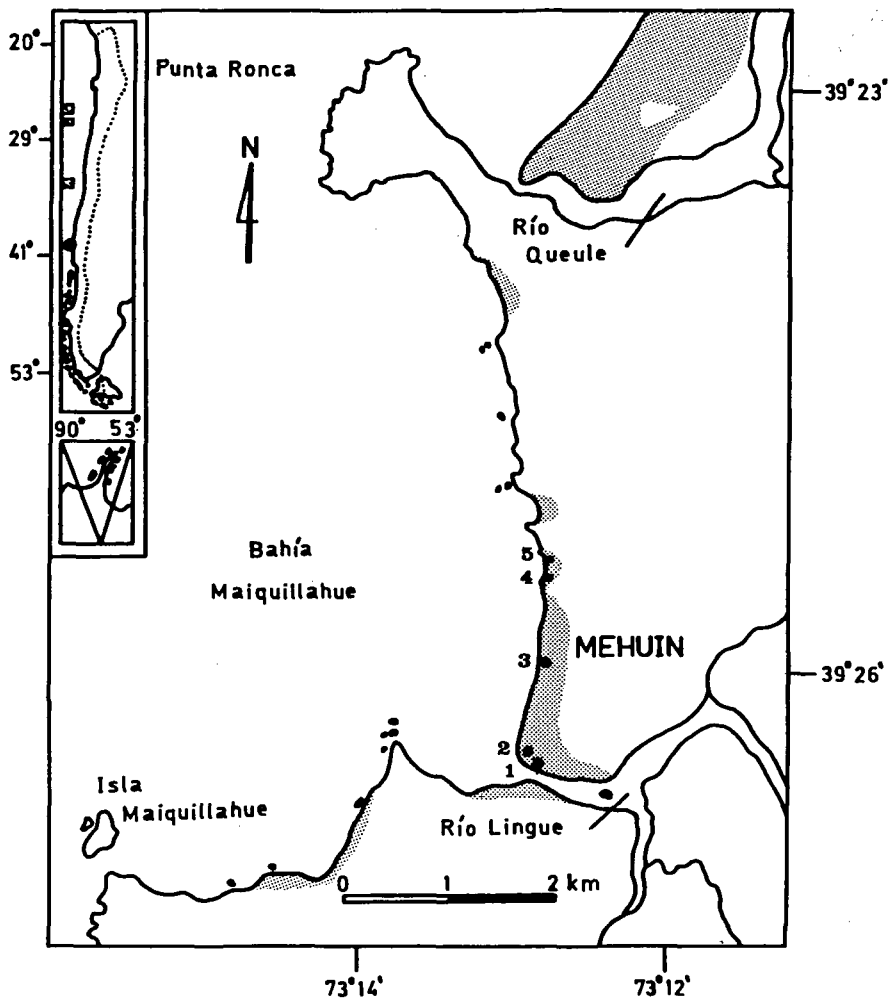 20°
29°
41°
53°
90° 53°
Punta Ronca
N
39°23'
Río
Queule
Bahía
Maiquillahue
5
4
3
MEHUIN
39°26'
2
1
Isla
Maiquillahue
Río Lingue
0 1 2 km
73°14' 73°12'